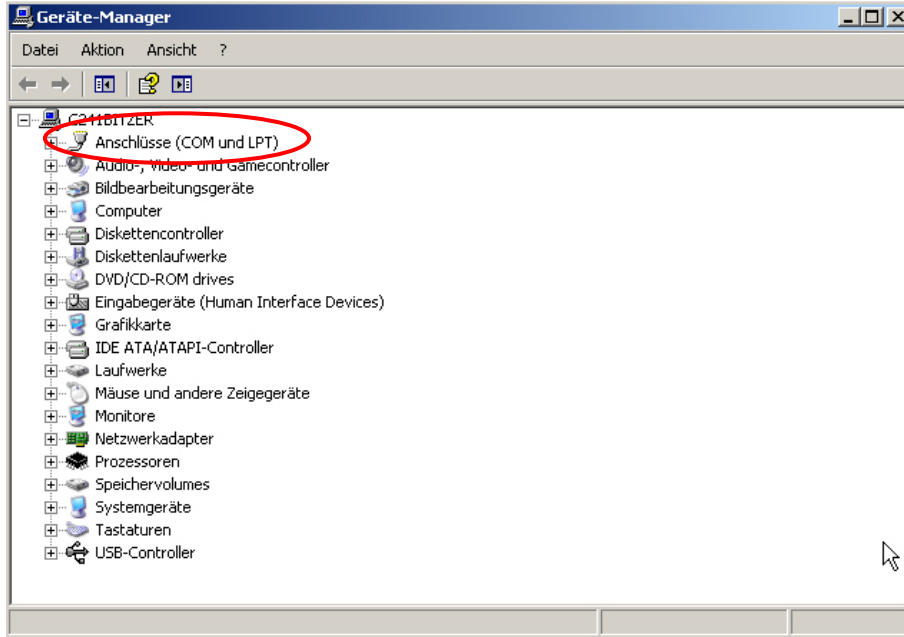 Geräte-Manager
Datei Aktion Ansicht ?
C241BITZER
Anschlüsse (COM und LPT)
Audio-, Video- und Gamecontroller
Bildbearbeitungsgeräte
Computer
Diskettencontroller
Diskettenlaufwerke
DVD/CD-ROM drives
Eingabegeräte (Human Interface Devices)
Grafikkarte
IDE ATA/ATAPI-Controller
Laufwerke
Mäuse und andere Zeigegeräte
Monitore
Netzwerkadapter
Prozessoren
Speichervolumes
Systemgeräte
Tastaturen
USB-Controller